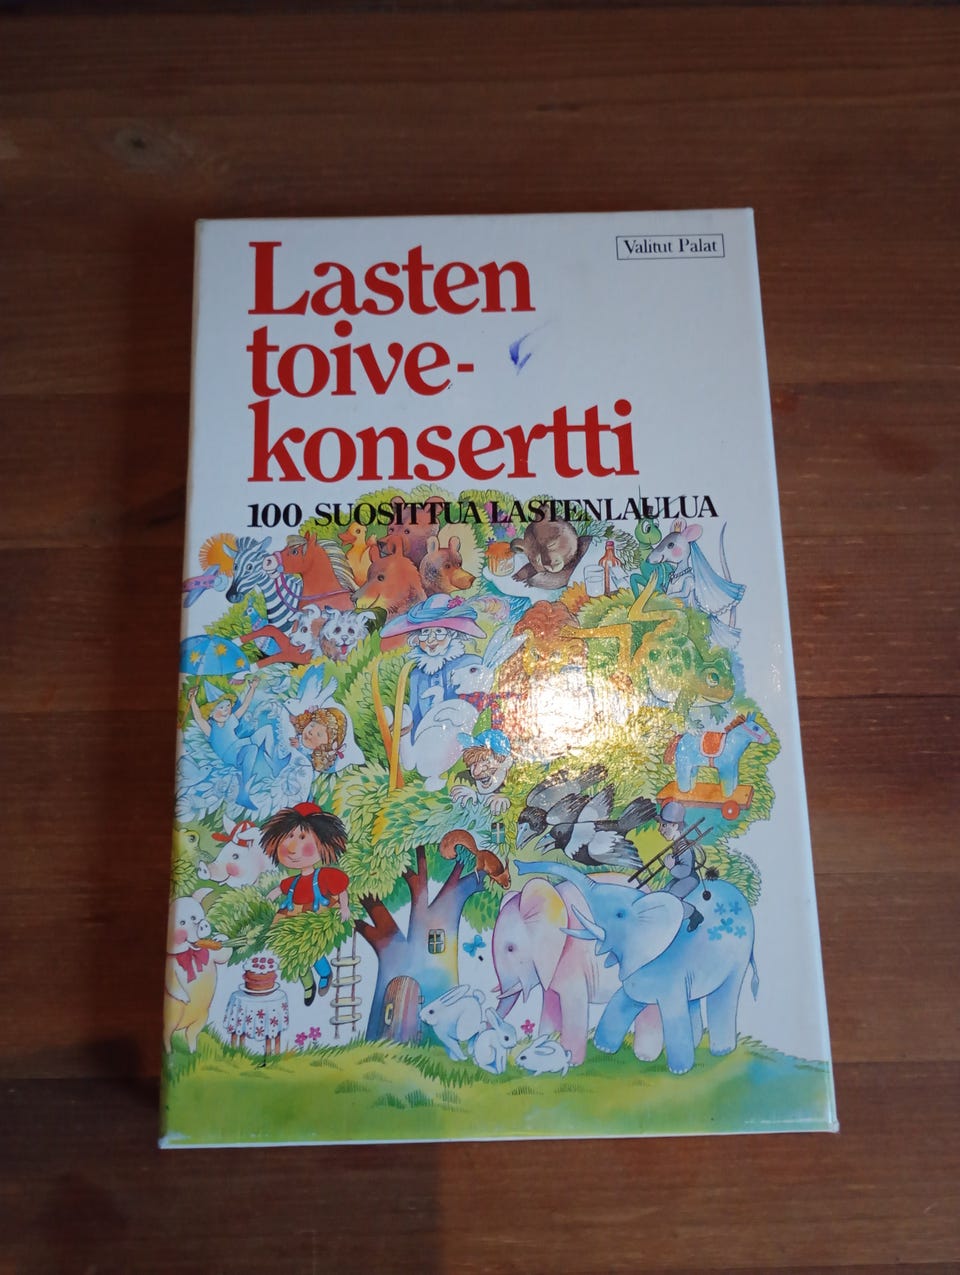 Valitut Palat
Lasten
toive-
konsertti
100 SUOSITTUA LASTENLAULUA